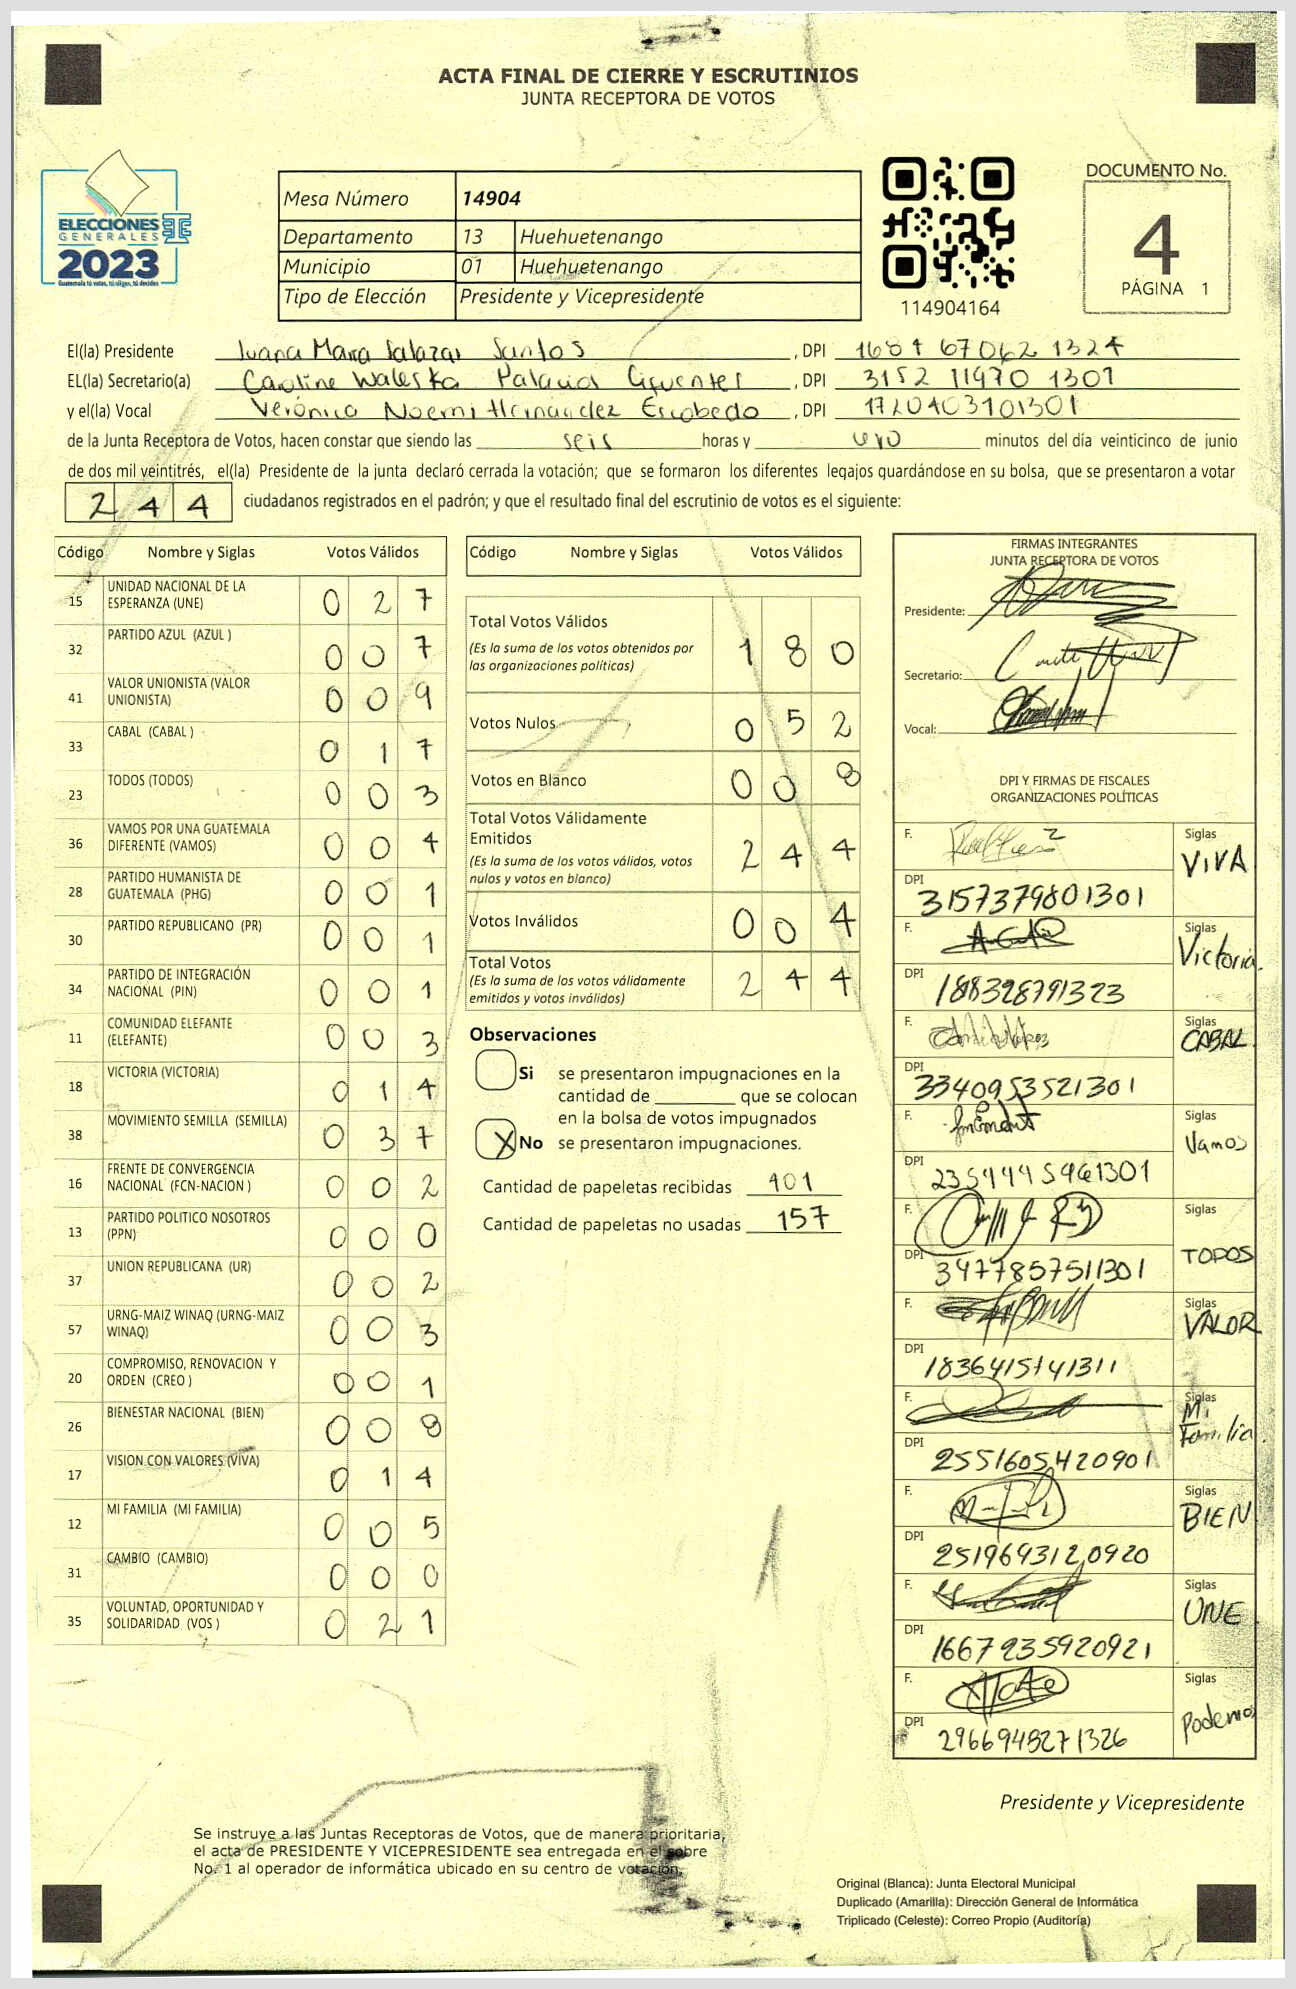 ACTA FINAL DE CIERRE Y ESCRUTINIOS
JUNTA RECEPTORA DE VOTOS
ELECCIONES
GENERALES
2023
Guatemala tú votas, tú eliges, tú decides
Mesa Número 14904
Departamento 13 Huehuetenango
Municipio 01 Huehuetenango
Tipo de Elección Presidente y Vicepresidente
114904164
DOCUMENTO No.
4
PÁGINA 1
El(la) Presidente Juana Maria Salazar Santos, DPI 1684 67062 1324
EL(la) Secretario(a) Caroline Waleska Palacios Cifuentes, DPI 3152 11970 1301
y el(la) Vocal Verónica Noemi Hernandez Escobedo, DPI 1720403101301
de la Junta Receptora de Votos, hacen constar que siendo las seis horas y minutos del día veinticinco de junio
de dos mil veintitrés, el(la) Presidente de la junta declaró cerrada la votación; que se formaron los diferentes legajos guardándose en su bolsa, que se presentaron a votar
2 4 4 ciudadanos registrados en el padrón; y que el resultado final del escrutinio de votos es el siguiente:
Código Nombre y Siglas Votos Válidos
15 UNIDAD NACIONAL DE LA ESPERANZA (UNE) 0 2 7
32 PARTIDO AZUL (AZUL ) 0 0 7
41 VALOR UNIONISTA (VALOR UNIONISTA) 0 0 9
33 CABAL (CABAL ) 0 1 7
23 TODOS (TODOS) 0 0 3
36 VAMOS POR UNA GUATEMALA DIFERENTE (VAMOS) 0 0 4
28 PARTIDO HUMANISTA DE GUATEMALA (PHG) 0 0 1
30 PARTIDO REPUBLICANO (PR) 0 0 1
34 PARTIDO DE INTEGRACIÓN NACIONAL (PIN) 0 0 1
11 COMUNIDAD ELEFANTE (ELEFANTE) 0 0 3
18 VICTORIA (VICTORIA) 0 1 4
38 MOVIMIENTO SEMILLA (SEMILLA) 0 3 7
16 FRENTE DE CONVERGENCIA NACIONAL (FCN-NACION ) 0 0 2
13 PARTIDO POLITICO NOSOTROS (PPN) 0 0 0
37 UNION REPUBLICANA (UR) 0 0 2
57 URNG-MAIZ WINAQ (URNG-MAIZ WINAQ) 0 0 3
20 COMPROMISO, RENOVACION Y ORDEN (CREO ) 0 0 1
26 BIENESTAR NACIONAL (BIEN) 0 0 8
17 VISION CON VALORES (VIVA) 0 1 4
12 MI FAMILIA (MI FAMILIA) 0 0 5
31 CAMBIO (CAMBIO) 0 0 0
35 VOLUNTAD, OPORTUNIDAD Y SOLIDARIDAD (VOS ) 0 2 1
Código Nombre y Siglas Votos Válidos
Total Votos Válidos 1 8 0
(Es la suma de los votos obtenidos por
las organizaciones políticas)
Votos Nulos 0 5 2
Votos en Blanco 0 0 8
Total Votos Válidamente
Emitidos 2 4 4
(Es la suma de los votos válidos, votos
nulos y votos en blanco)
Votos Inválidos 0 0 4
Total Votos 2 4 4
(Es la suma de los votos válidamente
emitidos y votos inválidos)
Observaciones
Si se presentaron impugnaciones en la
cantidad de ________ que se colocan
en la bolsa de votos impugnados
X No se presentaron impugnaciones.
Cantidad de papeletas recibidas 401
Cantidad de papeletas no usadas 157
FIRMAS INTEGRANTES
JUNTA RECEPTORA DE VOTOS
Presidente:
Secretario:
Vocal:
DPI Y FIRMAS DE FISCALES
ORGANIZACIONES POLÍTICAS
F. Siglas VIVA
DPI 3157379801301
F. Siglas Victoria.
DPI 188328791323
F. Siglas CABAL
DPI 3340953521301
F. Siglas Vamos
DPI 2359449 5961301
F. Siglas TODOS
DPI 3477857511301
F. Siglas VALOR
DPI 1836415141311
F. Siglas Mi Familia.
DPI 2551605420901
F. Siglas BIEN
DPI 2519693120920
F. Siglas UNE
DPI 1667235920921
F. Siglas Podemos
DPI 2966948271326
Presidente y Vicepresidente
Se instruye a las Juntas Receptoras de Votos, que de manera prioritaria,
el acta de PRESIDENTE Y VICEPRESIDENTE sea entregada en el sobre
No. 1 al operador de informática ubicado en su centro de votación.
Original (Blanca): Junta Electoral Municipal
Duplicado (Amarilla): Dirección General de Informática
Triplicado (Celeste): Correo Propio (Auditoría)